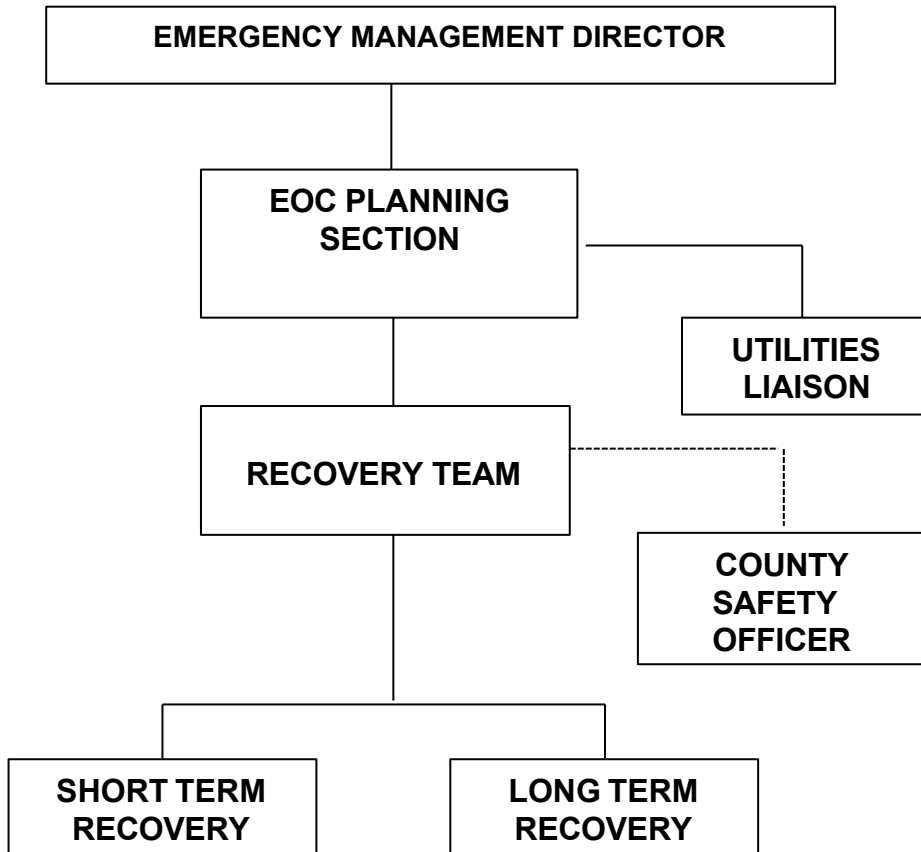 EMERGENCY MANAGEMENT DIRECTOR
EOC PLANNING
SECTION
UTILITIES
LIAISON
RECOVERY TEAM
COUNTY
SAFETY
OFFICER
SHORT TERM
RECOVERY
LONG TERM
RECOVERY